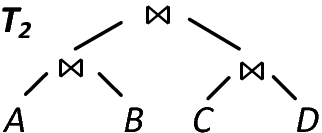 T₂ ⋈
⋈ ⋈
A B C D